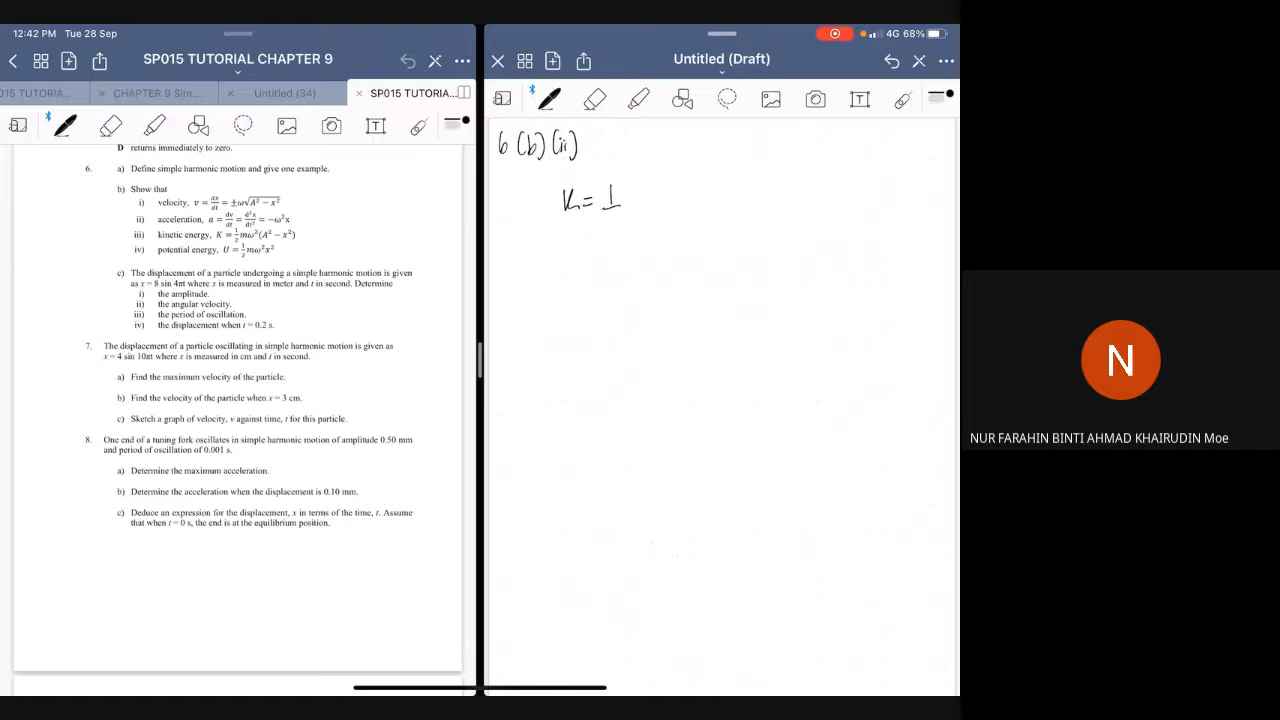 12:42 PM Tue 28 Sep
4G 68%
SP015 TUTORIAL CHAPTER 9
Untitled (Draft)
015 TUTORIA...
CHAPTER 9 Sim...
Untitled (34)
SP015 TUTORIA...
D returns immediately to zero.
6. a) Define simple harmonic motion and give one example.
b) Show that
i) velocity, v = dx/dt = ±ω√(A² − x²)
ii) acceleration, a = dv/dt = d²x/dt² = −ω²x
iii) kinetic energy, K = 1/2 mω²(A² − x²)
iv) potential energy, U = 1/2 mω²x²
c) The displacement of a particle undergoing a simple harmonic motion is given
as x = 8 sin 4πt where x is measured in meter and t in second. Determine
i) the amplitude.
ii) the angular velocity.
iii) the period of oscillation.
iv) the displacement when t = 0.2 s.
7. The displacement of a particle oscillating in simple harmonic motion is given as
x = 4 sin 10πt where x is measured in cm and t in second.
a) Find the maximum velocity of the particle.
b) Find the velocity of the particle when x = 3 cm.
c) Sketch a graph of velocity, v against time, t for this particle.
8. One end of a tuning fork oscillates in simple harmonic motion of amplitude 0.50 mm
and period of oscillation of 0.001 s.
a) Determine the maximum acceleration.
b) Determine the acceleration when the displacement is 0.10 mm.
c) Deduce an expression for the displacement, x in terms of the time, t. Assume
that when t = 0 s, the end is at the equilibrium position.
6 (b) (iii)
K = 1
N
NUR FARAHIN BINTI AHMAD KHAIRUDIN Moe